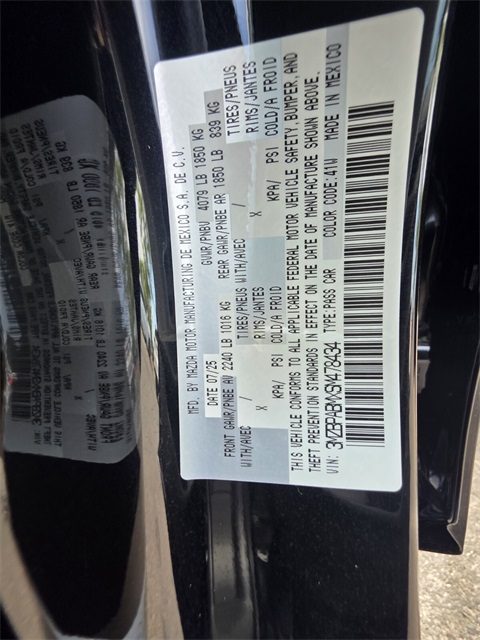 MFD. BY MAZDA MOTOR MANUFACTURING DE MEXICO S.A. DE C.V.
DATE 07/25 GVWR/PNBV 4079 LB 1850 KG
FRONT GAWR/PNBE AV 2240 LB 1016 KG REAR GAWR/PNBE AR 1850 LB 839 KG
WITH/AVEC TIRES/PNEUS WITH/AVEC TIRES/PNEUS
X RIMS/JANTES X RIMS/JANTES
KPA/ PSI COLD/A FROID KPA/ PSI COLD/A FROID
THIS VEHICLE CONFORMS TO ALL APPLICABLE FEDERAL MOTOR VEHICLE SAFETY,BUMPER,AND
THEFT PREVENTION STANDARDS IN EFFECT ON THE DATE OF MANUFACTURE SHOWN ABOVE.
VIN: TYPE:PASS CAR COLOR CODE:41W MADE IN MEXICO